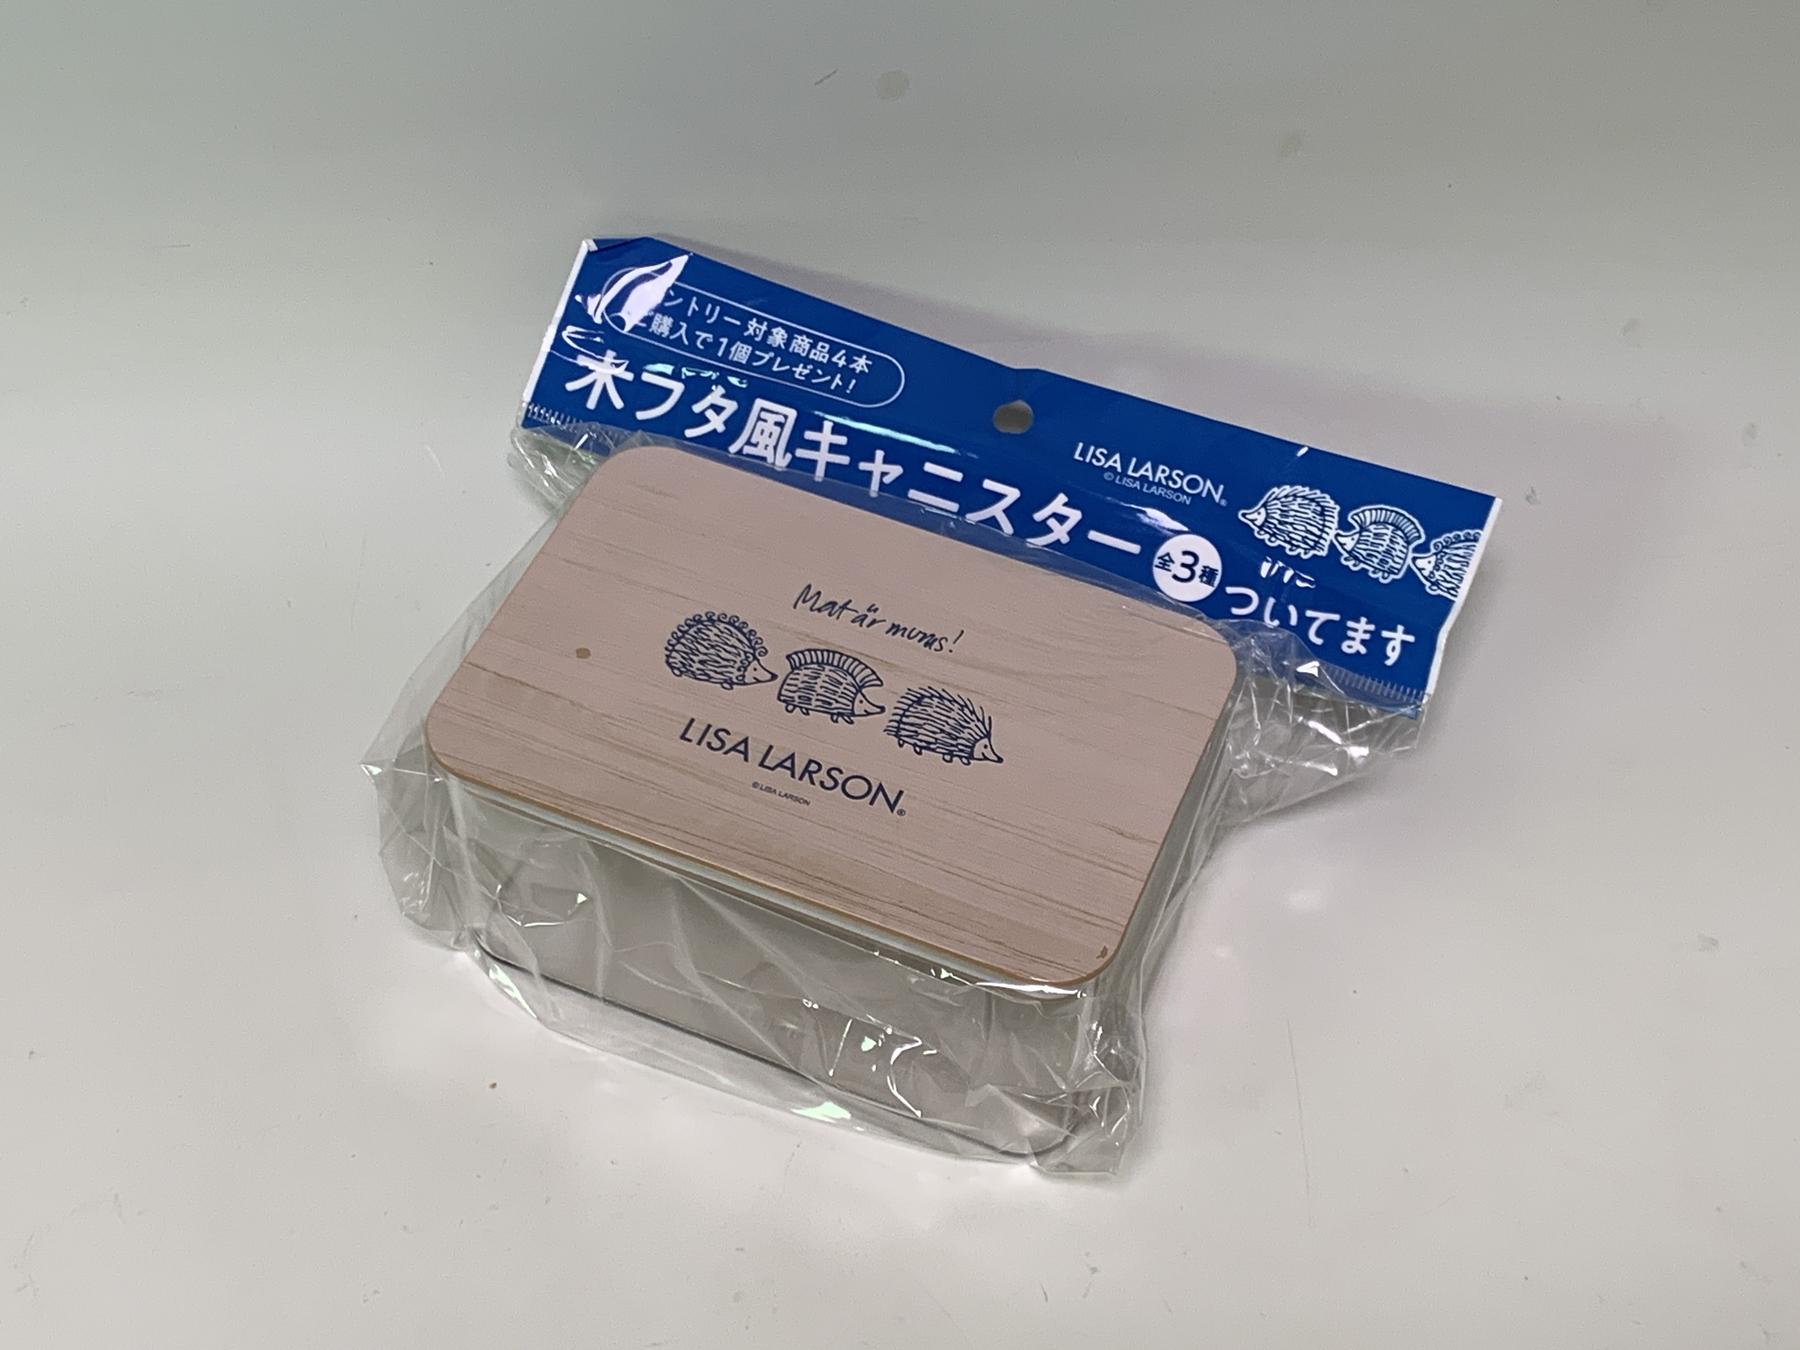 ントリー対象商品4本
ご購入で1個プレゼント!
木フタ風キャニスター
全3種
ついてます
LISA LARSON®
© LISA LARSON
Mat är mums!
LISA LARSON®
© LISA LARSON